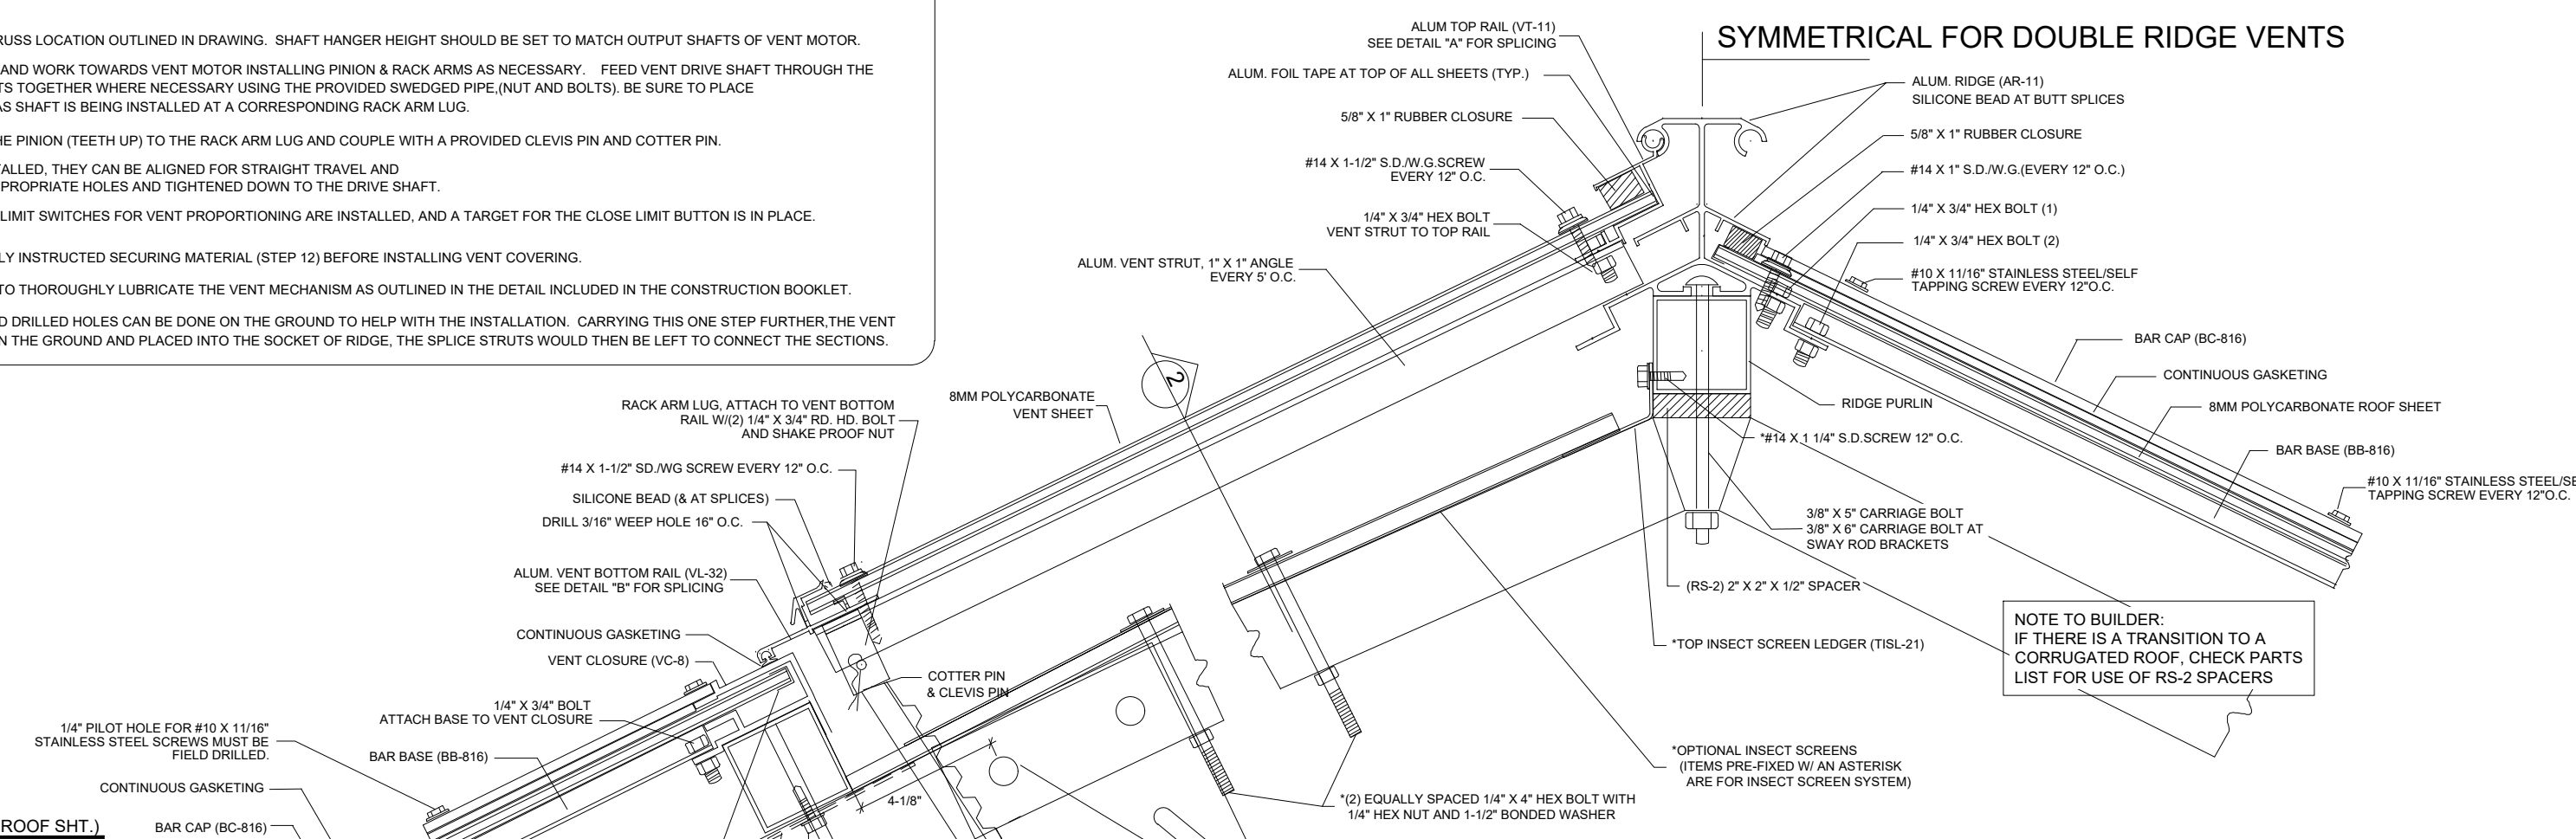 RUSS LOCATION OUTLINED IN DRAWING. SHAFT HANGER HEIGHT SHOULD BE SET TO MATCH OUTPUT SHAFTS OF VENT MOTOR.
AND WORK TOWARDS VENT MOTOR INSTALLING PINION & RACK ARMS AS NECESSARY. FEED VENT DRIVE SHAFT THROUGH THE
TS TOGETHER WHERE NECESSARY USING THE PROVIDED SWEDGED PIPE,(NUT AND BOLTS). BE SURE TO PLACE
AS SHAFT IS BEING INSTALLED AT A CORRESPONDING RACK ARM LUG.
HE PINION (TEETH UP) TO THE RACK ARM LUG AND COUPLE WITH A PROVIDED CLEVIS PIN AND COTTER PIN.
TALLED, THEY CAN BE ALIGNED FOR STRAIGHT TRAVEL AND
PPROPRIATE HOLES AND TIGHTENED DOWN TO THE DRIVE SHAFT.
LIMIT SWITCHES FOR VENT PROPORTIONING ARE INSTALLED, AND A TARGET FOR THE CLOSE LIMIT BUTTON IS IN PLACE.
LY INSTRUCTED SECURING MATERIAL (STEP 12) BEFORE INSTALLING VENT COVERING.
TO THOROUGHLY LUBRICATE THE VENT MECHANISM AS OUTLINED IN THE DETAIL INCLUDED IN THE CONSTRUCTION BOOKLET.
D DRILLED HOLES CAN BE DONE ON THE GROUND TO HELP WITH THE INSTALLATION. CARRYING THIS ONE STEP FURTHER,THE VENT
N THE GROUND AND PLACED INTO THE SOCKET OF RIDGE, THE SPLICE STRUTS WOULD THEN BE LEFT TO CONNECT THE SECTIONS.
SYMMETRICAL FOR DOUBLE RIDGE VENTS
ALUM TOP RAIL (VT-11)
SEE DETAIL "A" FOR SPLICING
ALUM. FOIL TAPE AT TOP OF ALL SHEETS (TYP.)
5/8" X 1" RUBBER CLOSURE
#14 X 1-1/2" S.D./W.G.SCREW
EVERY 12" O.C.
1/4" X 3/4" HEX BOLT
VENT STRUT TO TOP RAIL
ALUM. VENT STRUT, 1" X 1" ANGLE
EVERY 5' O.C.
2
8MM POLYCARBONATE
VENT SHEET
RACK ARM LUG, ATTACH TO VENT BOTTOM
RAIL W/(2) 1/4" X 3/4" RD. HD. BOLT
AND SHAKE PROOF NUT
#14 X 1-1/2" SD./WG SCREW EVERY 12" O.C.
SILICONE BEAD (& AT SPLICES)
DRILL 3/16" WEEP HOLE 16" O.C.
ALUM. VENT BOTTOM RAIL (VL-32)
SEE DETAIL "B" FOR SPLICING
CONTINUOUS GASKETING
VENT CLOSURE (VC-8)
1/4" X 3/4" BOLT
ATTACH BASE TO VENT CLOSURE
1/4" PILOT HOLE FOR #10 X 11/16"
STAINLESS STEEL SCREWS MUST BE
FIELD DRILLED.
BAR BASE (BB-816)
CONTINUOUS GASKETING
BAR CAP (BC-816)
ROOF SHT.)
COTTER PIN
& CLEVIS PIN
4-1/8"
ALUM. RIDGE (AR-11)
SILICONE BEAD AT BUTT SPLICES
5/8" X 1" RUBBER CLOSURE
#14 X 1" S.D./W.G.(EVERY 12" O.C.)
1/4" X 3/4" HEX BOLT (1)
1/4" X 3/4" HEX BOLT (2)
#10 X 11/16" STAINLESS STEEL/SELF
TAPPING SCREW EVERY 12"O.C.
BAR CAP (BC-816)
CONTINUOUS GASKETING
8MM POLYCARBONATE ROOF SHEET
BAR BASE (BB-816)
#10 X 11/16" STAINLESS STEEL/SE
TAPPING SCREW EVERY 12"O.C.
RIDGE PURLIN
*#14 X 1 1/4" S.D.SCREW 12" O.C.
3/8" X 5" CARRIAGE BOLT
3/8" X 6" CARRIAGE BOLT AT
SWAY ROD BRACKETS
(RS-2) 2" X 2" X 1/2" SPACER
*TOP INSECT SCREEN LEDGER (TISL-21)
NOTE TO BUILDER:
IF THERE IS A TRANSITION TO A
CORRUGATED ROOF, CHECK PARTS
LIST FOR USE OF RS-2 SPACERS
*OPTIONAL INSECT SCREENS
(ITEMS PRE-FIXED W/ AN ASTERISK
ARE FOR INSECT SCREEN SYSTEM)
*(2) EQUALLY SPACED 1/4" X 4" HEX BOLT WITH
1/4" HEX NUT AND 1-1/2" BONDED WASHER